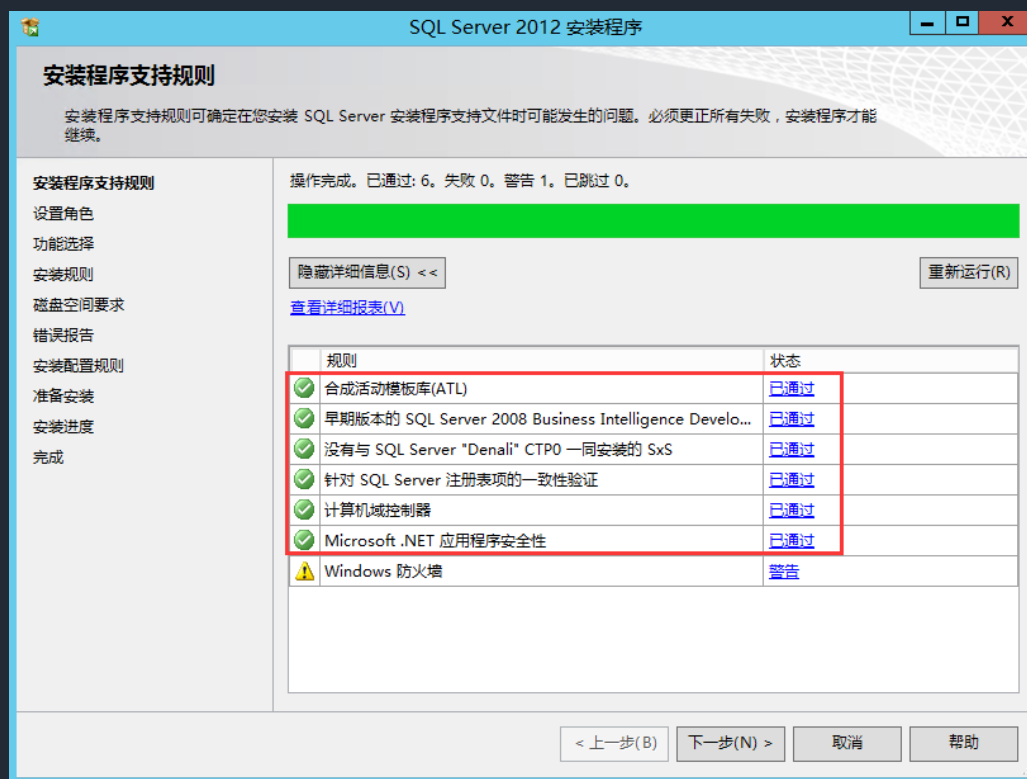 SQL Server 2012 安装程序
安装程序支持规则
安装程序支持规则可确定在您安装 SQL Server 安装程序支持文件时可能发生的问题。必须更正所有失败，安装程序才能
继续。
安装程序支持规则
设置角色
功能选择
安装规则
磁盘空间要求
错误报告
安装配置规则
准备安装
安装进度
完成
操作完成。已通过: 6。失败 0。警告 1。已跳过 0。
隐藏详细信息(S) <<
重新运行(R)
查看详细报表(V)
规则 状态
合成活动模板库(ATL) 已通过
早期版本的 SQL Server 2008 Business Intelligence Develo... 已通过
没有与 SQL Server "Denali" CTP0 一同安装的 SxS 已通过
针对 SQL Server 注册表项的一致性验证 已通过
计算机域控制器 已通过
Microsoft .NET 应用程序安全性 已通过
Windows 防火墙 警告
< 上一步(B) 下一步(N) > 取消 帮助